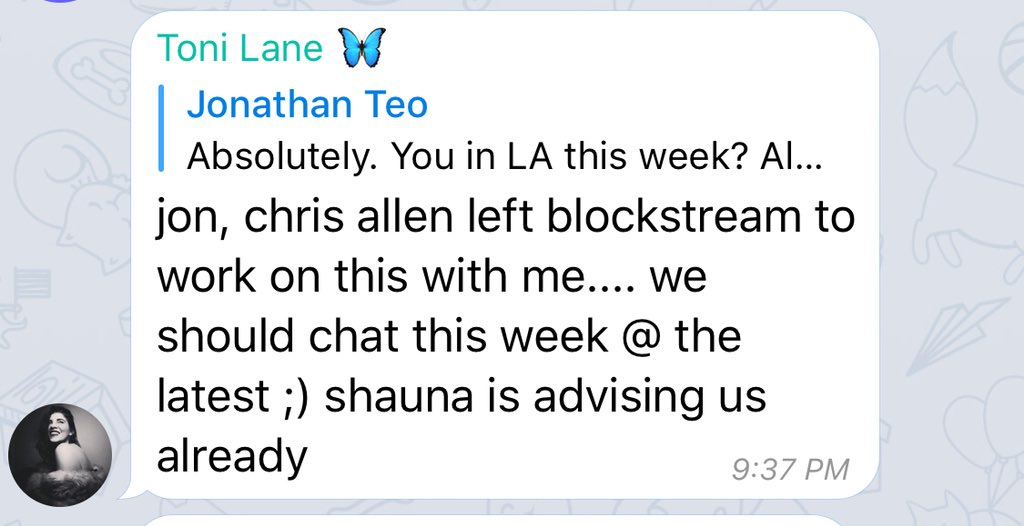 Toni Lane 🦋
Jonathan Teo
Absolutely. You in LA this week? Al...
jon, chris allen left blockstream to
work on this with me.... we
should chat this week @ the
latest ;) shauna is advising us
already
9:37 PM